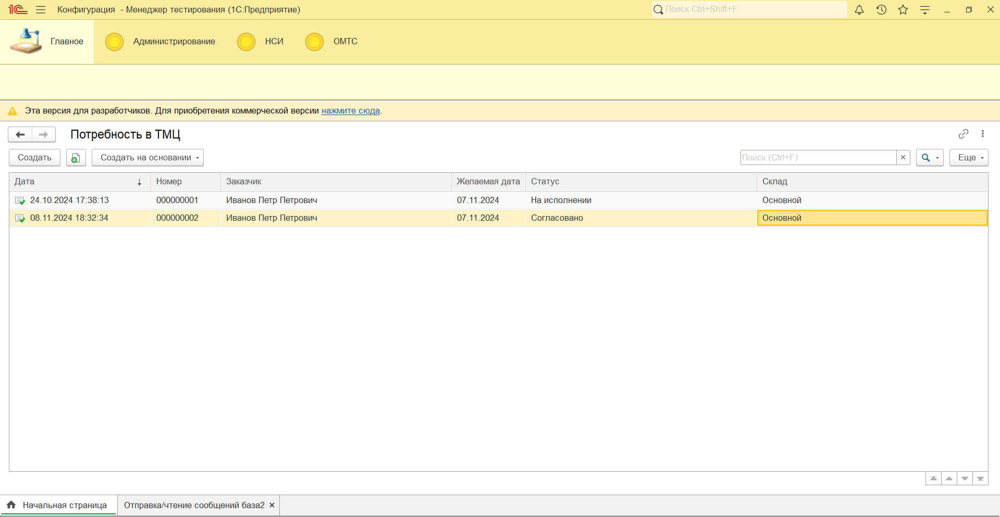 1С Конфигурация - Менеджер тестирования (1С:Предприятие) Поиск Ctrl+Shift+F
Главное Администрирование НСИ ОМТС
Эта версия для разработчиков. Для приобретения коммерческой версии нажмите сюда.
Потребность в ТМЦ
Создать Создать на основании Поиск (Ctrl+F) × Еще
Дата ↓ Номер Заказчик Желаемая дата Статус Склад
24.10.2024 17:38:13 000000001 Иванов Петр Петрович 07.11.2024 На исполнении Основной
08.11.2024 18:32:34 000000002 Иванов Петр Петрович 07.11.2024 Согласовано Основной
Начальная страница Отправка/чтение сообщений база2 ×